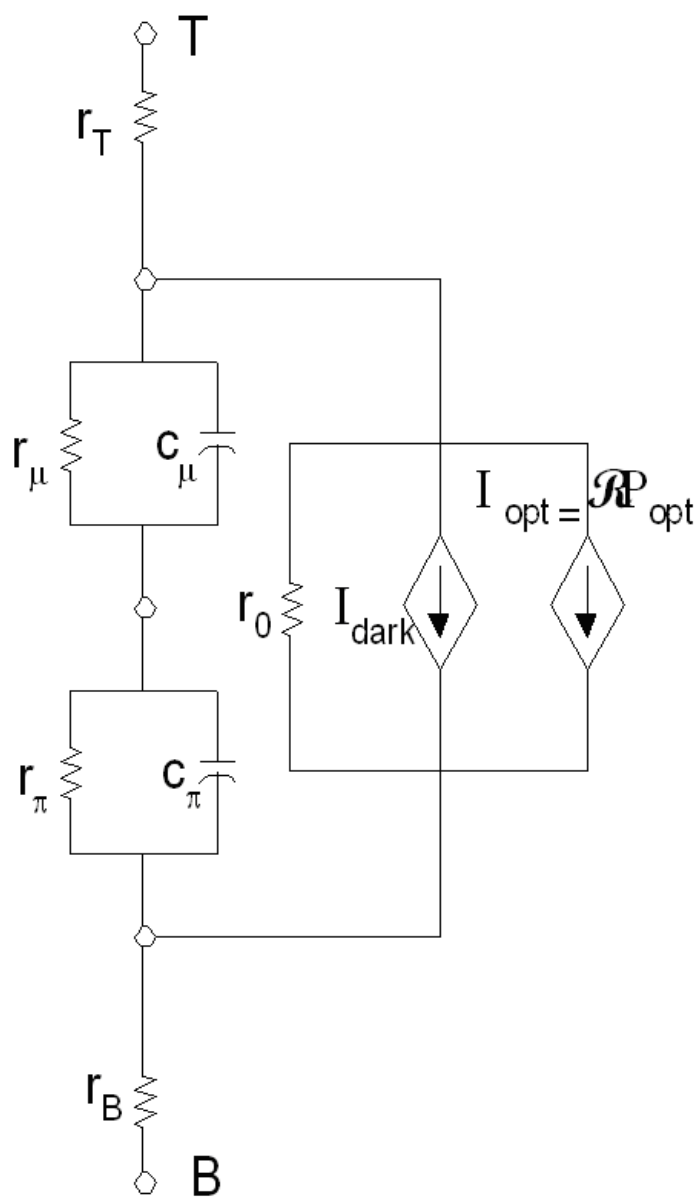 T
r_T
r_μ
c_μ
I_opt = ℛP_opt
r_0
I_dark
r_π
c_π
r_B
B